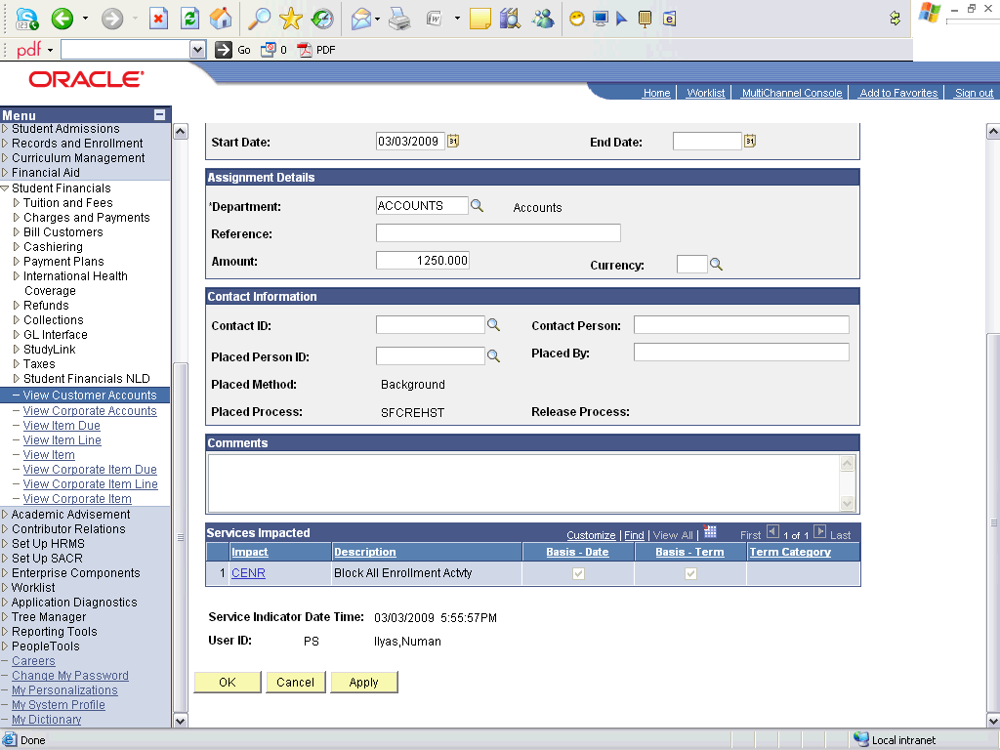 pdf
Go
0
PDF
ORACLE
Home
Worklist
MultiChannel Console
Add to Favorites
Sign out
Menu
Student Admissions
Records and Enrollment
Curriculum Management
Financial Aid
Student Financials
Tuition and Fees
Charges and Payments
Bill Customers
Cashiering
Payment Plans
International Health
Coverage
Refunds
Collections
GL Interface
StudyLink
Taxes
Student Financials NLD
View Customer Accounts
View Corporate Accounts
View Item Due
View Item Line
View Item
View Corporate Item Due
View Corporate Item Line
View Corporate Item
Academic Advisement
Contributor Relations
Set Up HRMS
Set Up SACR
Enterprise Components
Worklist
Application Diagnostics
Tree Manager
Reporting Tools
PeopleTools
Careers
Change My Password
My Personalizations
My System Profile
My Dictionary
Start Date: 03/03/2009 End Date:
Assignment Details
*Department: ACCOUNTS Accounts
Reference:
Amount: 1250.000 Currency:
Contact Information
Contact ID: Contact Person:
Placed Person ID: Placed By:
Placed Method: Background
Placed Process: SFCREHST Release Process:
Comments
Services Impacted Customize | Find | View All | First 1 of 1 Last
Impact Description Basis - Date Basis - Term Term Category
1 CENR Block All Enrollment Actvty
Service Indicator Date Time: 03/03/2009 5:55:57PM
User ID: PS Ilyas,Numan
OK Cancel Apply
Done Local intranet